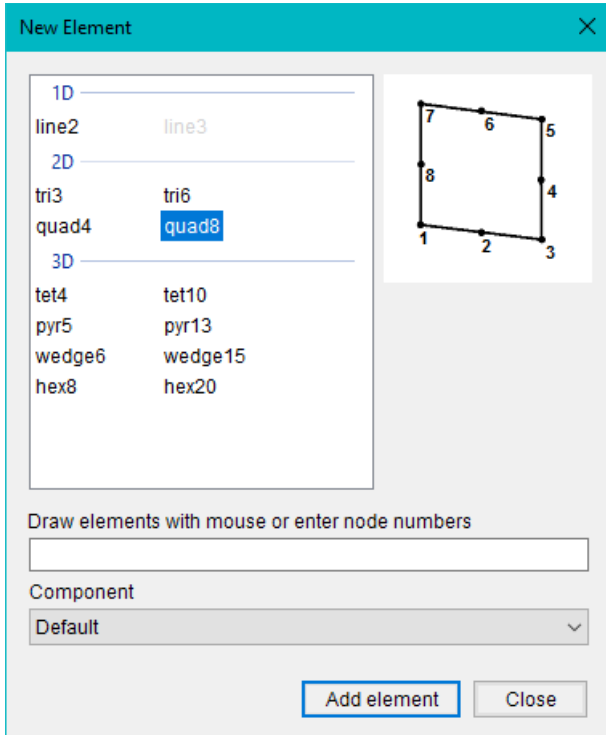 New Element
1D
line2 line3
2D
tri3 tri6
quad4 quad8
3D
tet4 tet10
pyr5 pyr13
wedge6 wedge15
hex8 hex20
7 6 5
8 4
1 2 3
Draw elements with mouse or enter node numbers
Component
Default
Add element Close